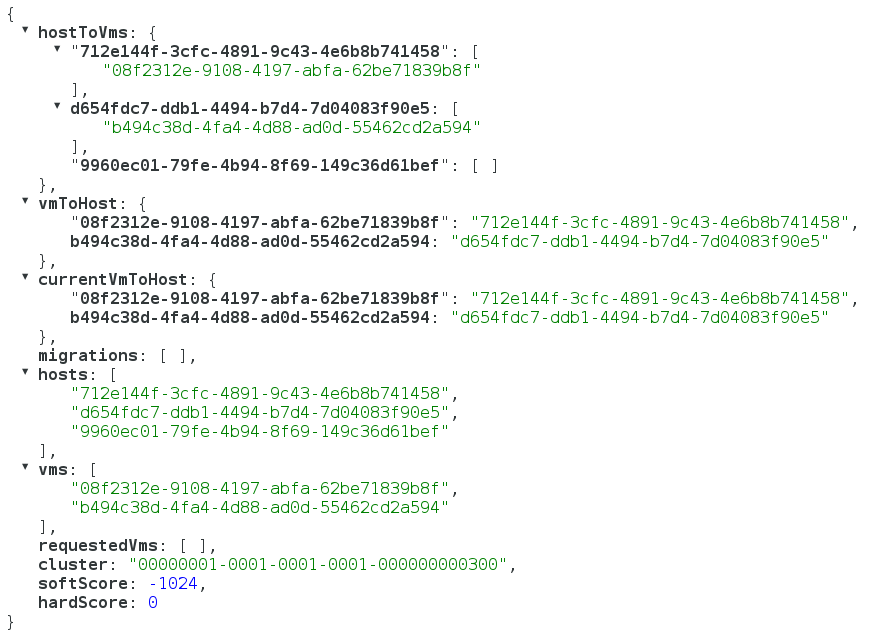 {
hostToVms: {
"712e144f-3cfc-4891-9c43-4e6b8b741458": [
"08f2312e-9108-4197-abfa-62be71839b8f"
],
d654fdc7-ddb1-4494-b7d4-7d04083f90e5: [
"b494c38d-4fa4-4d88-ad0d-55462cd2a594"
],
"9960ec01-79fe-4b94-8f69-149c36d61bef": [ ]
},
vmToHost: {
"08f2312e-9108-4197-abfa-62be71839b8f": "712e144f-3cfc-4891-9c43-4e6b8b741458",
b494c38d-4fa4-4d88-ad0d-55462cd2a594: "d654fdc7-ddb1-4494-b7d4-7d04083f90e5"
},
currentVmToHost: {
"08f2312e-9108-4197-abfa-62be71839b8f": "712e144f-3cfc-4891-9c43-4e6b8b741458",
b494c38d-4fa4-4d88-ad0d-55462cd2a594: "d654fdc7-ddb1-4494-b7d4-7d04083f90e5"
},
migrations: [ ],
hosts: [
"712e144f-3cfc-4891-9c43-4e6b8b741458",
"d654fdc7-ddb1-4494-b7d4-7d04083f90e5",
"9960ec01-79fe-4b94-8f69-149c36d61bef"
],
vms: [
"08f2312e-9108-4197-abfa-62be71839b8f",
"b494c38d-4fa4-4d88-ad0d-55462cd2a594"
],
requestedVms: [ ],
cluster: "00000001-0001-0001-0001-000000000300",
softScore: -1024,
hardScore: 0
}